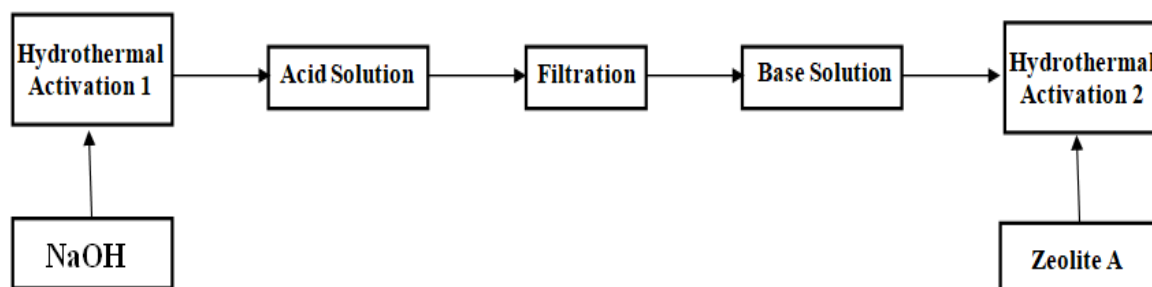 Hydrothermal
Activation 1
Acid Solution
Filtration
Base Solution
Hydrothermal
Activation 2
NaOH
Zeolite A